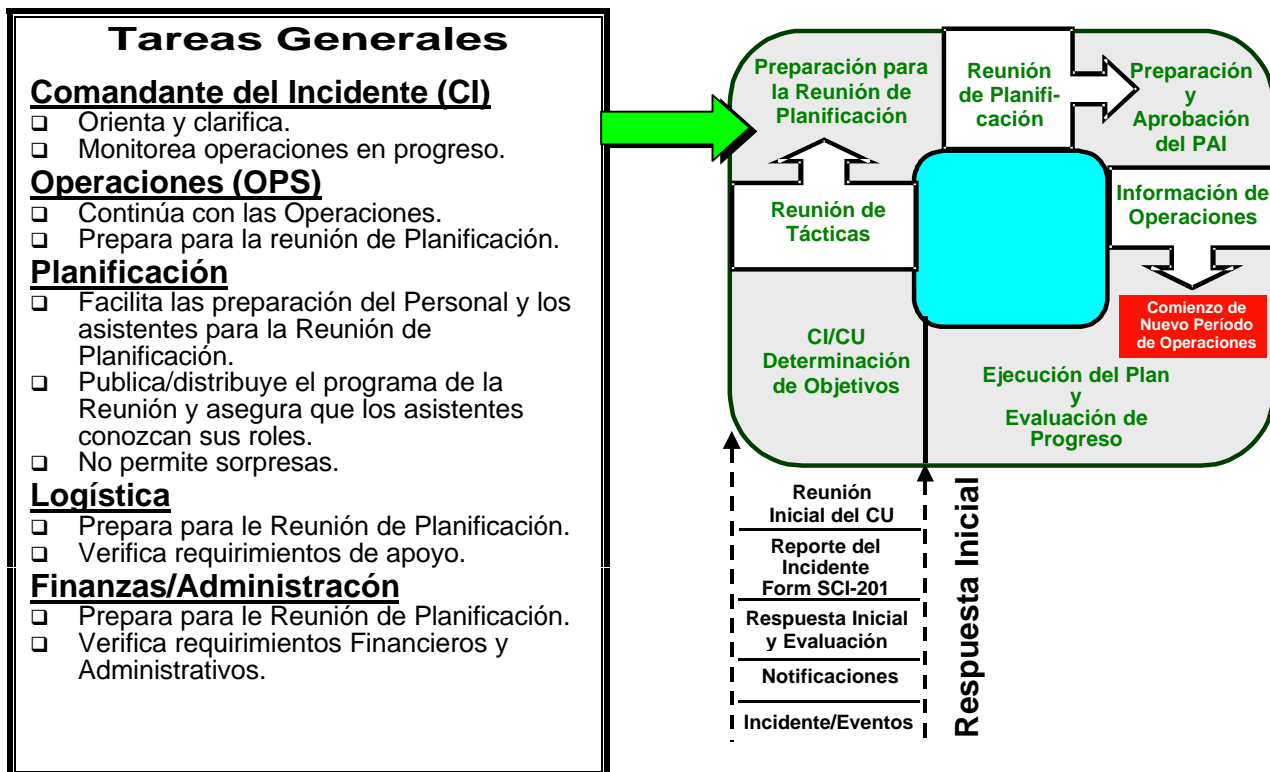 Tareas Generales
Comandante del Incidente (CI)
Orienta y clarifica.
Monitorea operaciones en progreso.
Operaciones (OPS)
Continúa con las Operaciones.
Prepara para la reunión de Planificación.
Planificación
Facilita las preparación del Personal y los
asistentes para la Reunión de
Planificación.
Publica/distribuye el programa de la
Reunión y asegura que los asistentes
conozcan sus roles.
No permite sorpresas.
Logística
Prepara para le Reunión de Planificación.
Verifica requirimientos de apoyo.
Finanzas/Administracón
Prepara para le Reunión de Planificación.
Verifica requirimientos Financieros y
Administrativos.
Preparación para
la Reunión de
Planificación
Reunión
de Planifi-
cación
Preparación
y
Aprobación
del PAI
Reunión de
Tácticas
Información de
Operaciones
Comienzo de
Nuevo Período
de Operaciones
CI/CU
Determinación
de Objetivos
Ejecución del Plan
y
Evaluación de
Progreso
Reunión
Inicial del CU
Reporte del
Incidente
Form SCI-201
Respuesta Inicial
y Evaluación
Notificaciones
Incidente/Eventos
Respuesta Inicial